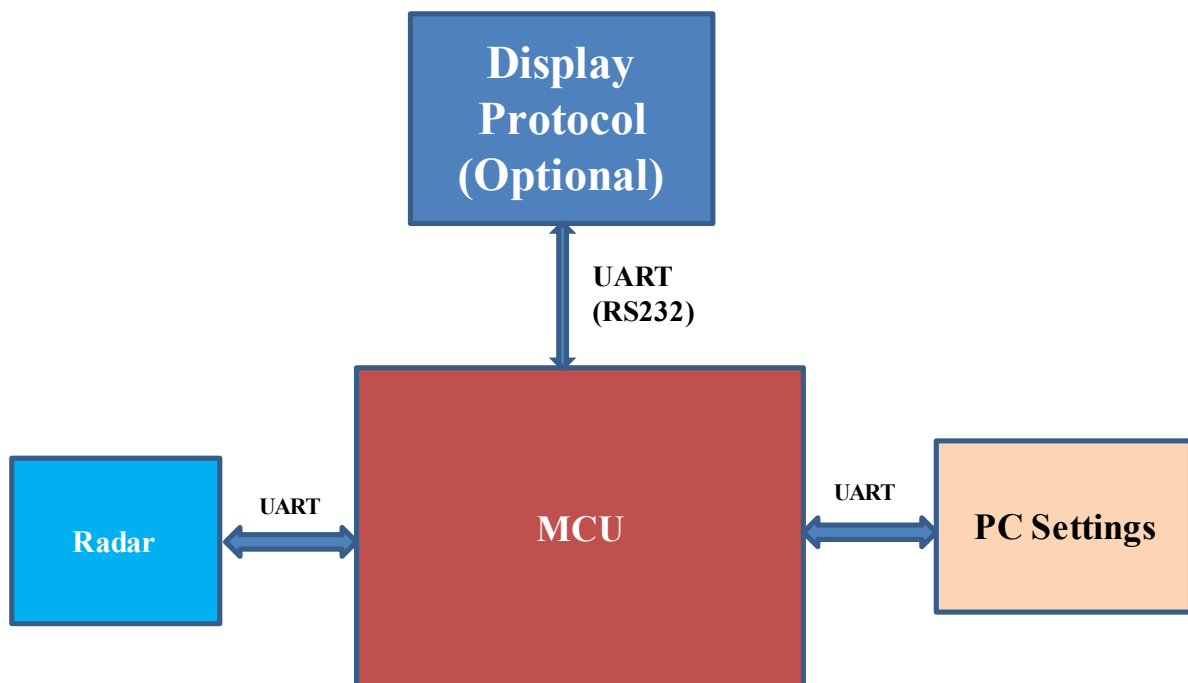 Display
Protocol
(Optional)
UART
(RS232)
UART
UART
Radar
MCU
PC Settings